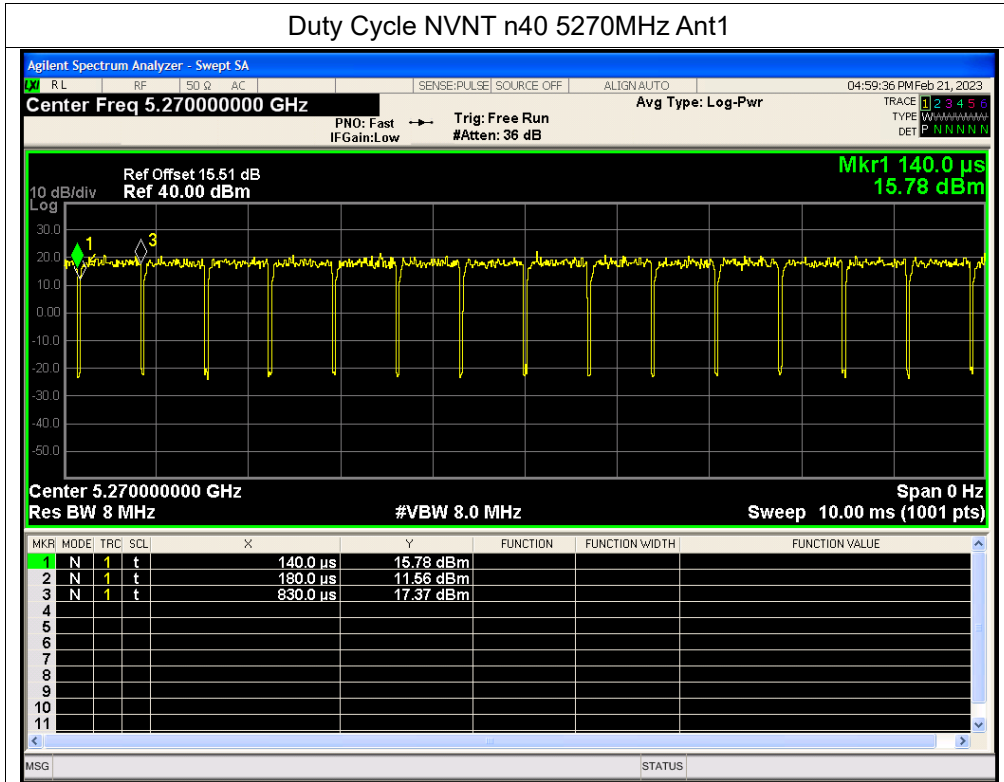 Duty Cycle NVNT n40 5270MHz Ant1
Agilent Spectrum Analyzer - Swept SA
LXI RL RF 50 Ω AC SENSE:PULSE SOURCE OFF ALIGNAUTO 04:59:36 PMFeb 21, 2023
Center Freq 5.270000000 GHz Avg Type: Log-Pwr TRACE 1 2 3 4 5 6
PNO: Fast Trig: Free Run TYPE WWWWWWW
IFGain:Low #Atten: 36 dB DET P N N N N N
Mkr1 140.0 µs
Ref Offset 15.51 dB
10 dB/div Ref 40.00 dBm 15.78 dBm
Log
30.0
1 3
20.0
10.0
0.00
-10.0
-20.0
-30.0
-40.0
-50.0
Center 5.270000000 GHz Span 0 Hz
Res BW 8 MHz #VBW 8.0 MHz Sweep 10.00 ms (1001 pts)
MKR MODE TRC SCL X Y FUNCTION FUNCTION WIDTH FUNCTION VALUE
1 N 1 t 140.0 µs 15.78 dBm
2 N 1 t 180.0 µs 11.56 dBm
3 N 1 t 830.0 µs 17.37 dBm
4
5
6
7
8
9
10
11
MSG STATUS